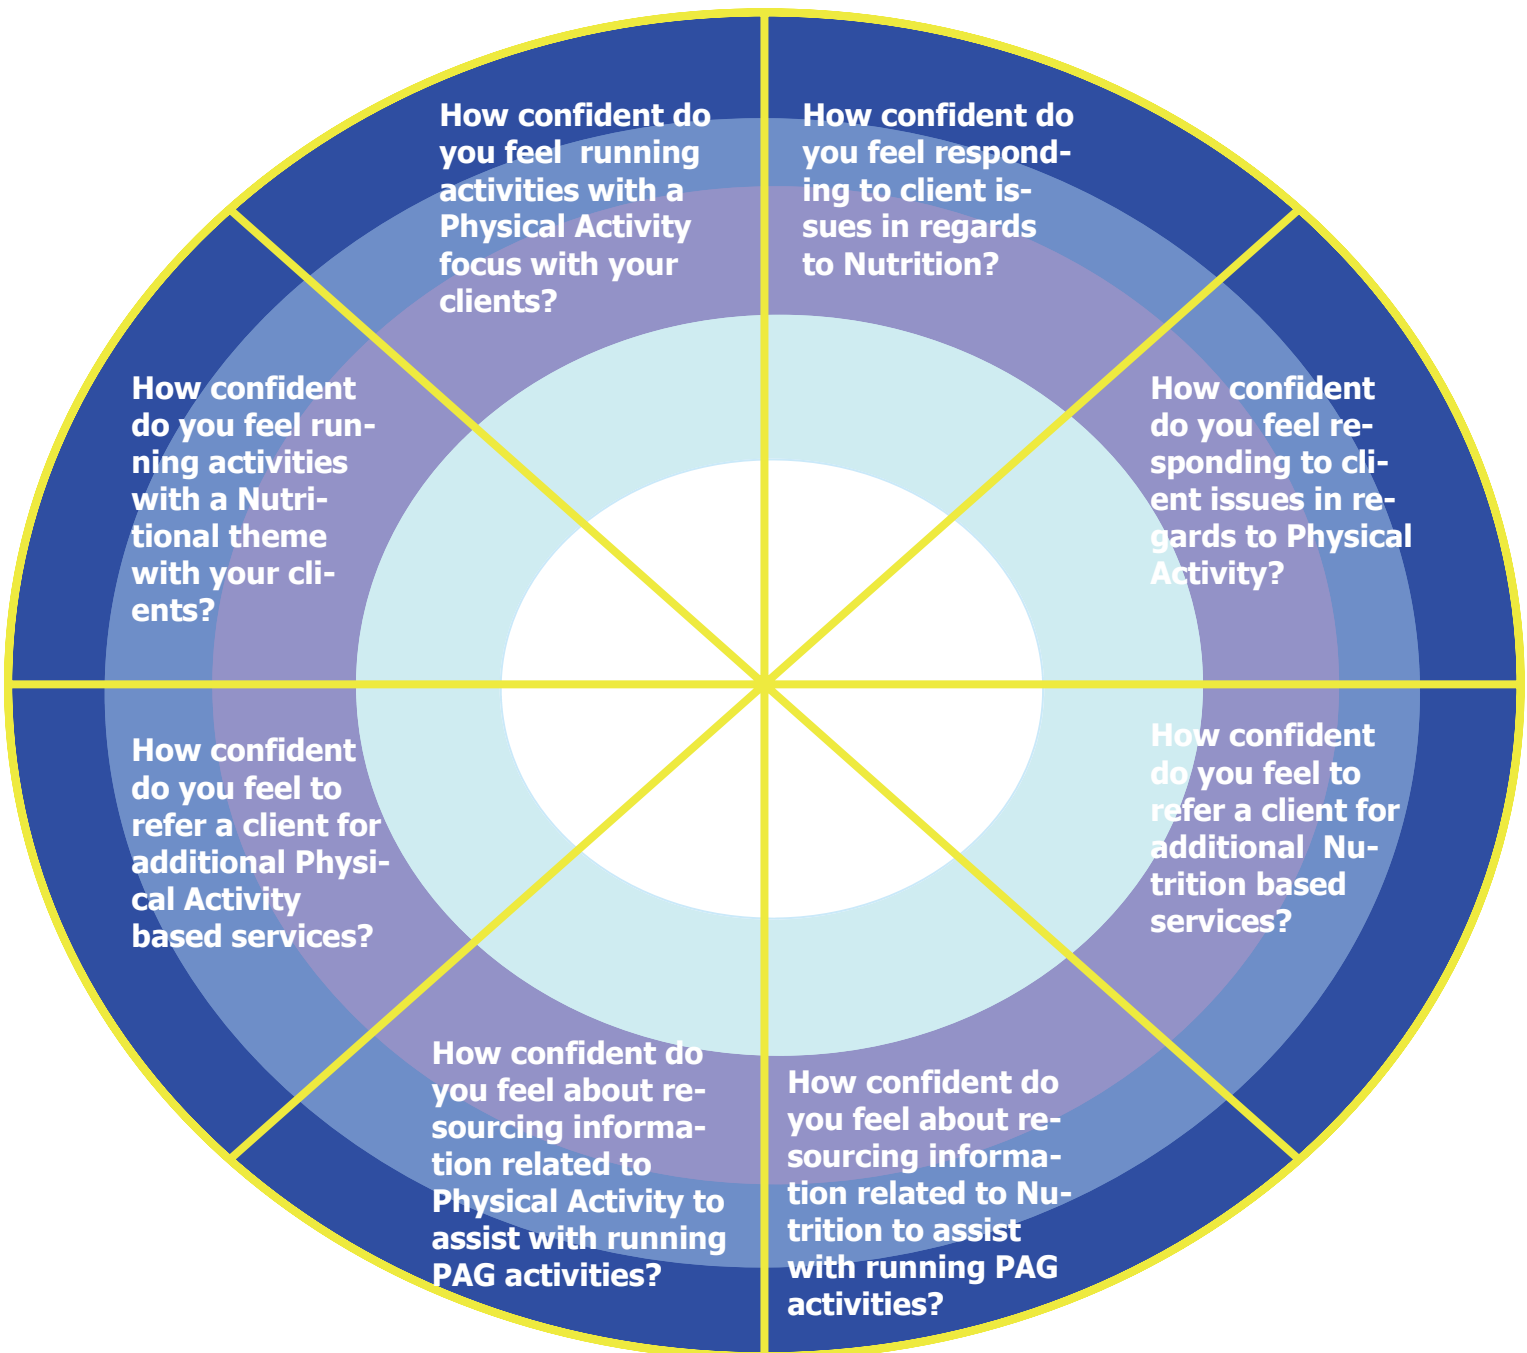 How confident do
you feel  running
activities with a
Physical Activity
focus with your
clients?
How confident do
you feel respond-
ing to client is-
sues in regards
to Nutrition?
How confident
do you feel re-
sponding to cli-
ent issues in re-
gards to Physical
Activity?
How confident
do you feel to
refer a client for
additional  Nu-
trition based
services?
How confident do
you feel about re-
sourcing informa-
tion related to Nu-
trition to assist
with running PAG
activities?
How confident do
you feel about re-
sourcing informa-
tion related to
Physical Activity to
assist with running
PAG activities?
How confident
do you feel to
refer a client for
additional Physi-
cal Activity
based services?
How confident
do you feel run-
ning activities
with a Nutri-
tional theme
with your cli-
ents?